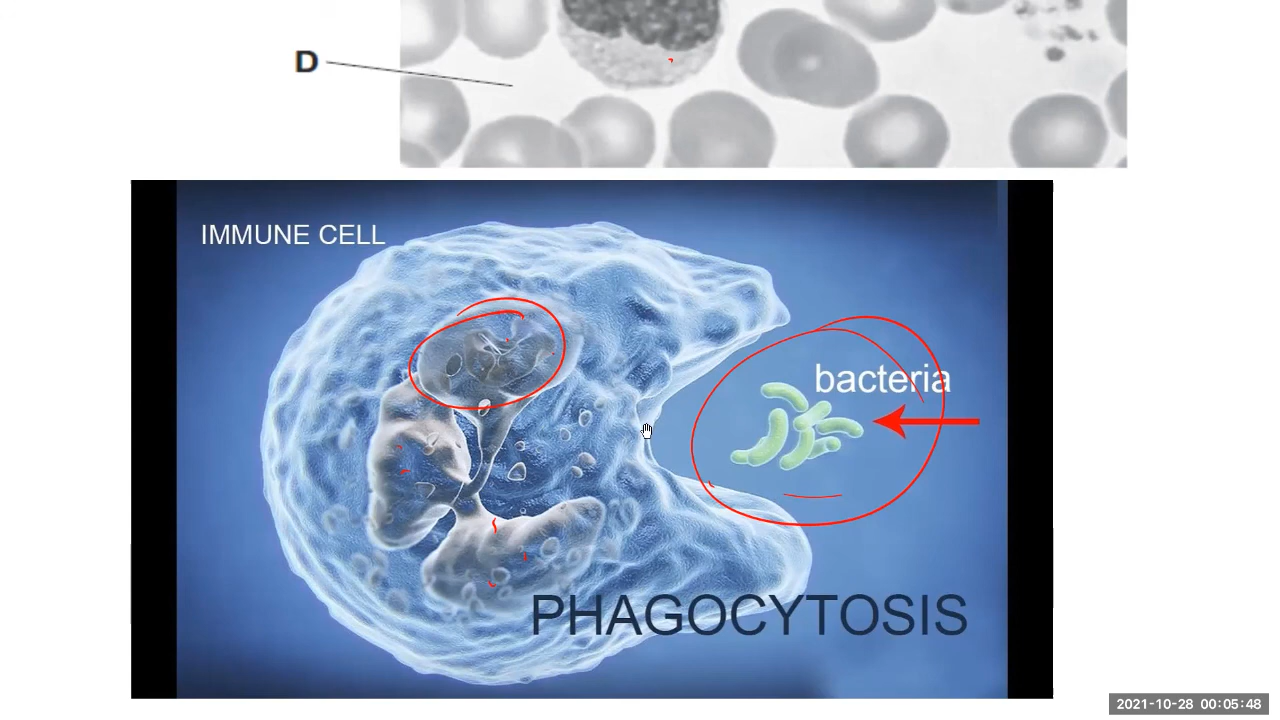 D
IMMUNE CELL
bacteria
PHAGOCYTOSIS
2021-10-28 00:05:48